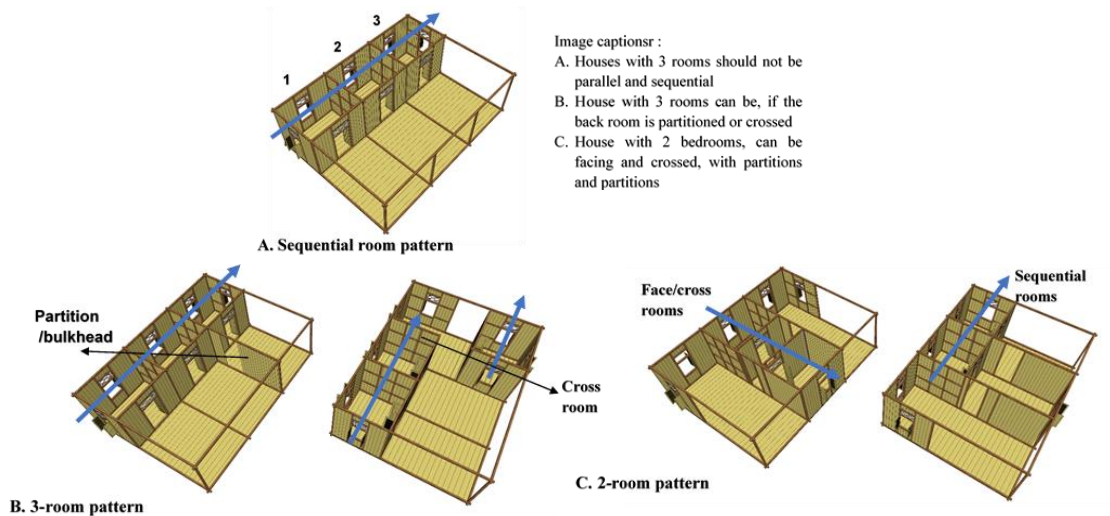 3
2
1
Image captionsr :
A. Houses with 3 rooms should not be
parallel and sequential
B. House with 3 rooms can be, if the
back room is partitioned or crossed
C. House with 2 bedrooms, can be
facing and crossed, with partitions
and partitions
A. Sequential room pattern
Partition
/bulkhead
Cross
room
B. 3-room pattern
Face/cross
rooms
Sequential
rooms
C. 2-room pattern